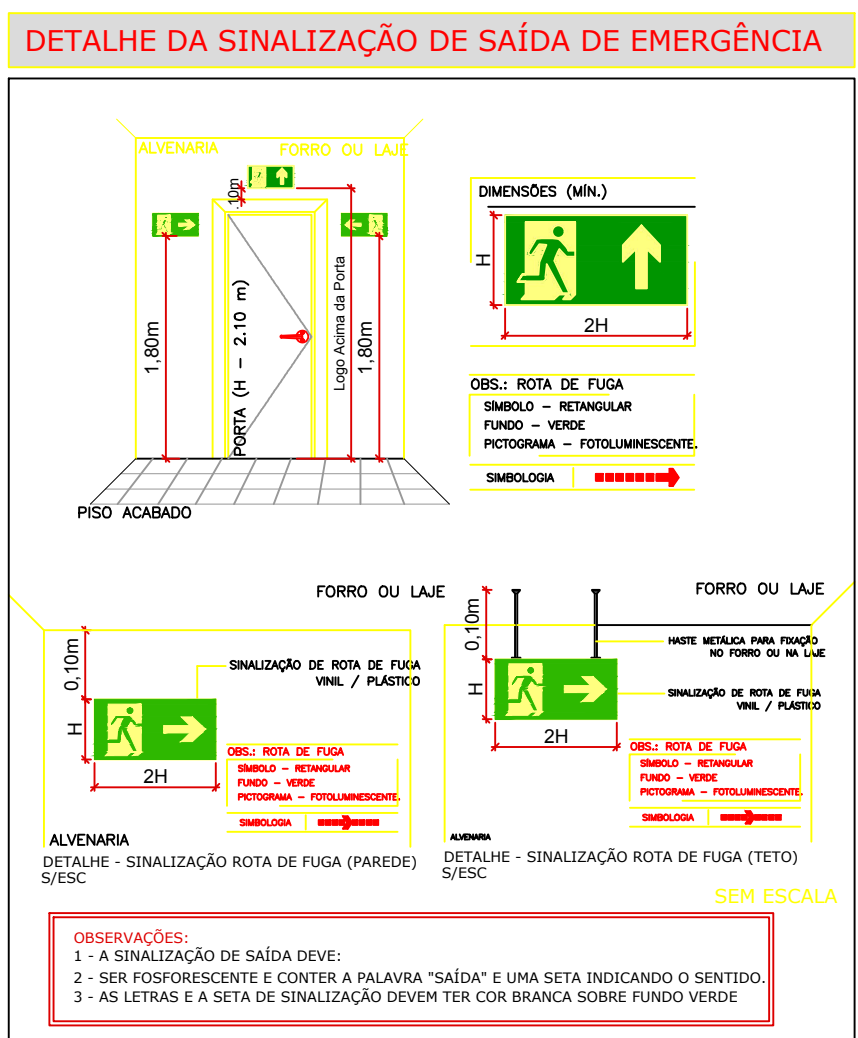 DETALHE DA SINALIZAÇÃO DE SAÍDA DE EMERGÊNCIA
ALVENARIA
FORRO OU LAJE
.10m
1,80m
PORTA (H - 2.10 m)
Logo Acima da Porta
1,80m
PISO ACABADO
DIMENSÕES (MÍN.)
H
2H
OBS.: ROTA DE FUGA
SÍMBOLO - RETANGULAR
FUNDO - VERDE
PICTOGRAMA - FOTOLUMINESCENTE.
SIMBOLOGIA
FORRO OU LAJE
0,10m
SINALIZAÇÃO DE ROTA DE FUGA
VINIL / PLÁSTICO
H
2H
OBS.: ROTA DE FUGA
SÍMBOLO - RETANGULAR
FUNDO - VERDE
PICTOGRAMA - FOTOLUMINESCENTE.
SIMBOLOGIA
ALVENARIA
DETALHE - SINALIZAÇÃO ROTA DE FUGA (PAREDE)
S/ESC
FORRO OU LAJE
0,10m
HASTE METÁLICA PARA FIXAÇÃO
NO FORRO OU NA LAJE
H
SINALIZAÇÃO DE ROTA DE FUGA
VINIL / PLÁSTICO
2H
OBS.: ROTA DE FUGA
SÍMBOLO - RETANGULAR
FUNDO - VERDE
PICTOGRAMA - FOTOLUMINESCENTE.
SIMBOLOGIA
ALVENARIA
DETALHE - SINALIZAÇÃO ROTA DE FUGA (TETO)
S/ESC
SEM ESCALA
OBSERVAÇÕES:
1 - A SINALIZAÇÃO DE SAÍDA DEVE:
2 - SER FOSFORESCENTE E CONTER A PALAVRA "SAÍDA" E UMA SETA INDICANDO O SENTIDO.
3 - AS LETRAS E A SETA DE SINALIZAÇÃO DEVEM TER COR BRANCA SOBRE FUNDO VERDE